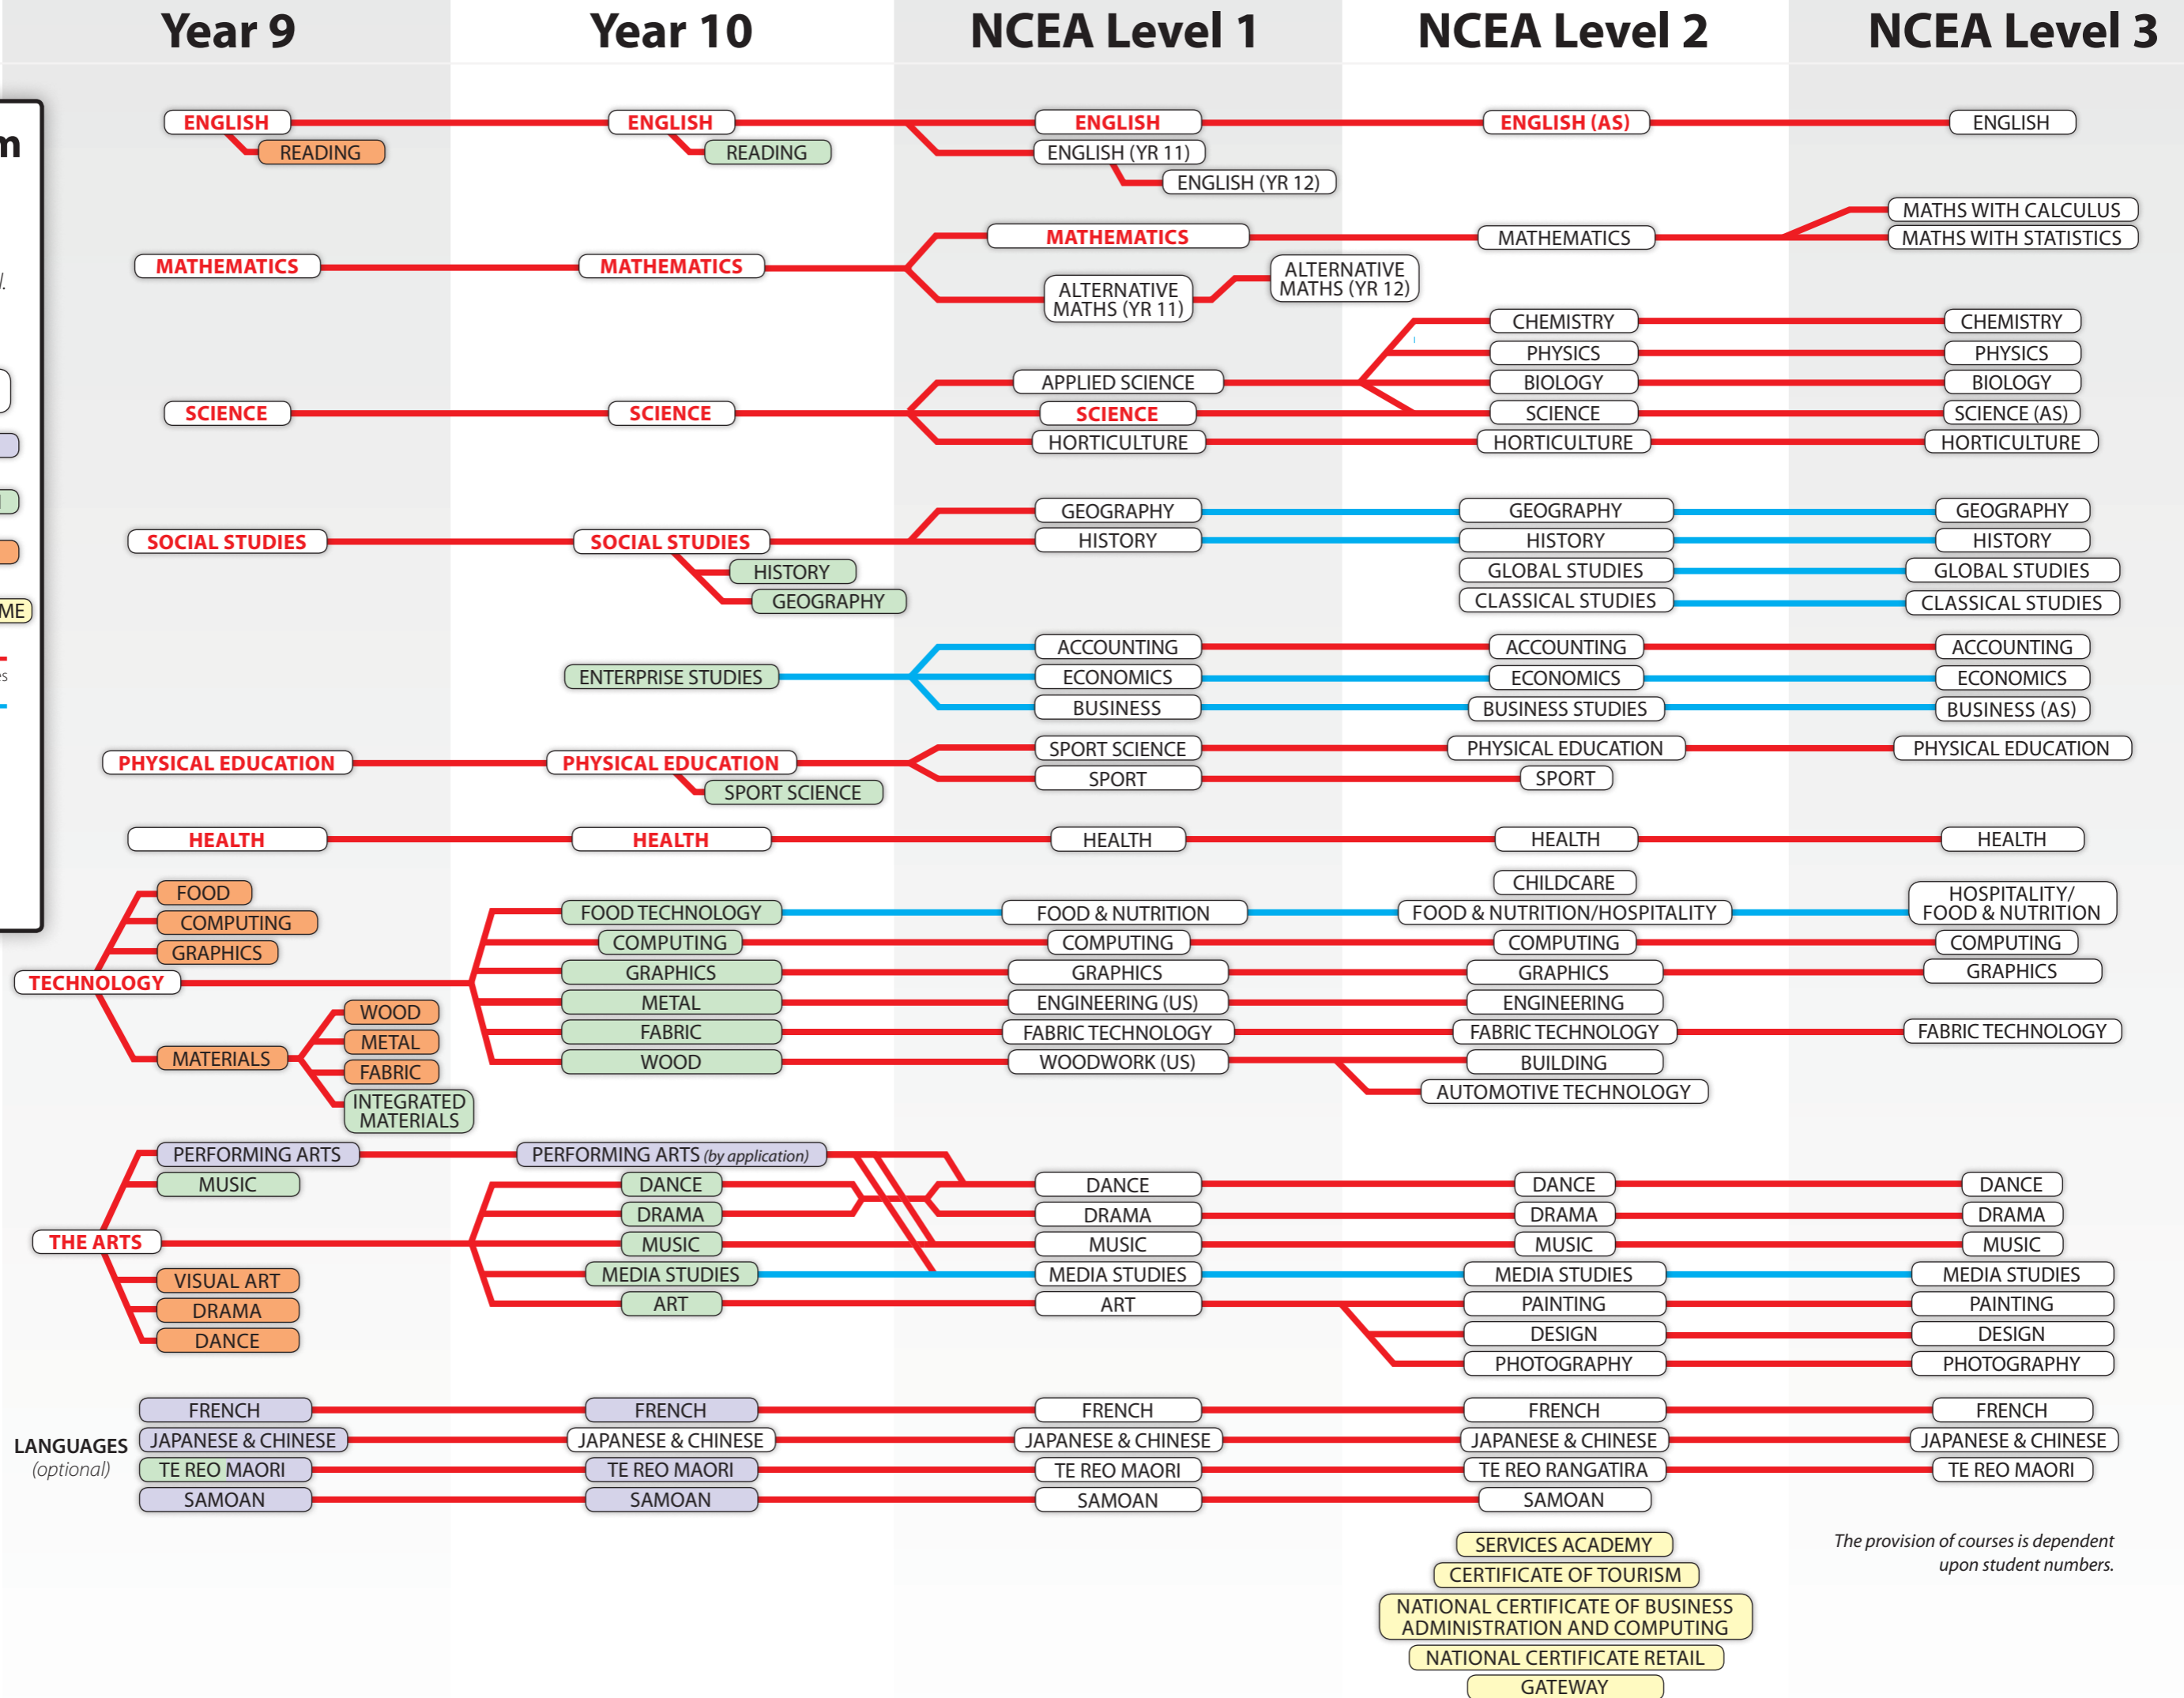 Year 9
Year 10
NCEA Level 1
NCEA Level 2
NCEA Level 3
m
l.
ME
es
ENGLISH
ENGLISH
ENGLISH
ENGLISH (AS)
ENGLISH
READING
READING
ENGLISH (YR 11)
ENGLISH (YR 12)
MATHS WITH CALCULUS
MATHEMATICS
MATHEMATICS
MATHEMATICS
MATHEMATICS
MATHS WITH STATISTICS
ALTERNATIVE
MATHS (YR 11)
ALTERNATIVE
MATHS (YR 12)
CHEMISTRY
CHEMISTRY
PHYSICS
PHYSICS
APPLIED SCIENCE
BIOLOGY
BIOLOGY
SCIENCE
SCIENCE
SCIENCE
SCIENCE
SCIENCE (AS)
HORTICULTURE
HORTICULTURE
HORTICULTURE
GEOGRAPHY
GEOGRAPHY
GEOGRAPHY
SOCIAL STUDIES
SOCIAL STUDIES
HISTORY
HISTORY
HISTORY
HISTORY
GLOBAL STUDIES
GLOBAL STUDIES
GEOGRAPHY
CLASSICAL STUDIES
CLASSICAL STUDIES
ACCOUNTING
ACCOUNTING
ACCOUNTING
ENTERPRISE STUDIES
ECONOMICS
ECONOMICS
ECONOMICS
BUSINESS
BUSINESS STUDIES
BUSINESS (AS)
PHYSICAL EDUCATION
PHYSICAL EDUCATION
SPORT SCIENCE
PHYSICAL EDUCATION
PHYSICAL EDUCATION
SPORT SCIENCE
SPORT
SPORT
HEALTH
HEALTH
HEALTH
HEALTH
HEALTH
CHILDCARE
FOOD
FOOD TECHNOLOGY
FOOD & NUTRITION
FOOD & NUTRITION/HOSPITALITY
HOSPITALITY/
FOOD & NUTRITION
COMPUTING
COMPUTING
COMPUTING
COMPUTING
COMPUTING
GRAPHICS
GRAPHICS
GRAPHICS
GRAPHICS
GRAPHICS
TECHNOLOGY
WOOD
METAL
ENGINEERING (US)
ENGINEERING
METAL
FABRIC
FABRIC TECHNOLOGY
FABRIC TECHNOLOGY
FABRIC TECHNOLOGY
MATERIALS
FABRIC
WOOD
WOODWORK (US)
BUILDING
INTEGRATED
MATERIALS
AUTOMOTIVE TECHNOLOGY
PERFORMING ARTS
PERFORMING ARTS (by application)
MUSIC
DANCE
DANCE
DANCE
DANCE
DRAMA
DRAMA
DRAMA
DRAMA
THE ARTS
MUSIC
MUSIC
MUSIC
MUSIC
VISUAL ART
MEDIA STUDIES
MEDIA STUDIES
MEDIA STUDIES
MEDIA STUDIES
DRAMA
ART
ART
PAINTING
PAINTING
DANCE
DESIGN
DESIGN
PHOTOGRAPHY
PHOTOGRAPHY
LANGUAGES
(optional)
FRENCH
FRENCH
FRENCH
FRENCH
FRENCH
JAPANESE & CHINESE
JAPANESE & CHINESE
JAPANESE & CHINESE
JAPANESE & CHINESE
JAPANESE & CHINESE
TE REO MAORI
TE REO MAORI
TE REO MAORI
TE REO RANGATIRA
TE REO MAORI
SAMOAN
SAMOAN
SAMOAN
SAMOAN
SERVICES ACADEMY
CERTIFICATE OF TOURISM
NATIONAL CERTIFICATE OF BUSINESS
ADMINISTRATION AND COMPUTING
NATIONAL CERTIFICATE RETAIL
GATEWAY
The provision of courses is dependent
upon student numbers.